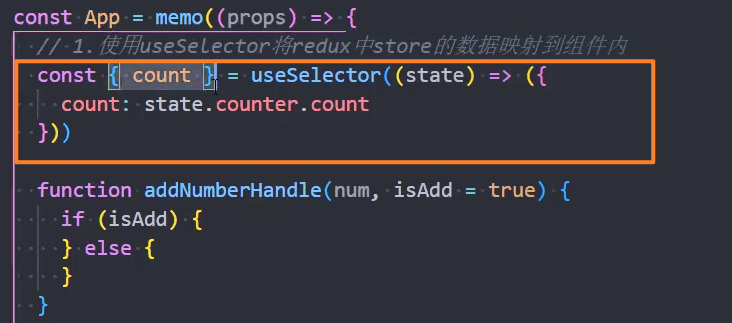 const App = memo((props) => {
// 1.使用useSelector将redux中store的数据映射到组件内
const { count } = useSelector((state) => ({
count: state.counter.count
}))
function addNumberHandle(num, isAdd = true) {
if (isAdd) {
} else {
}
}